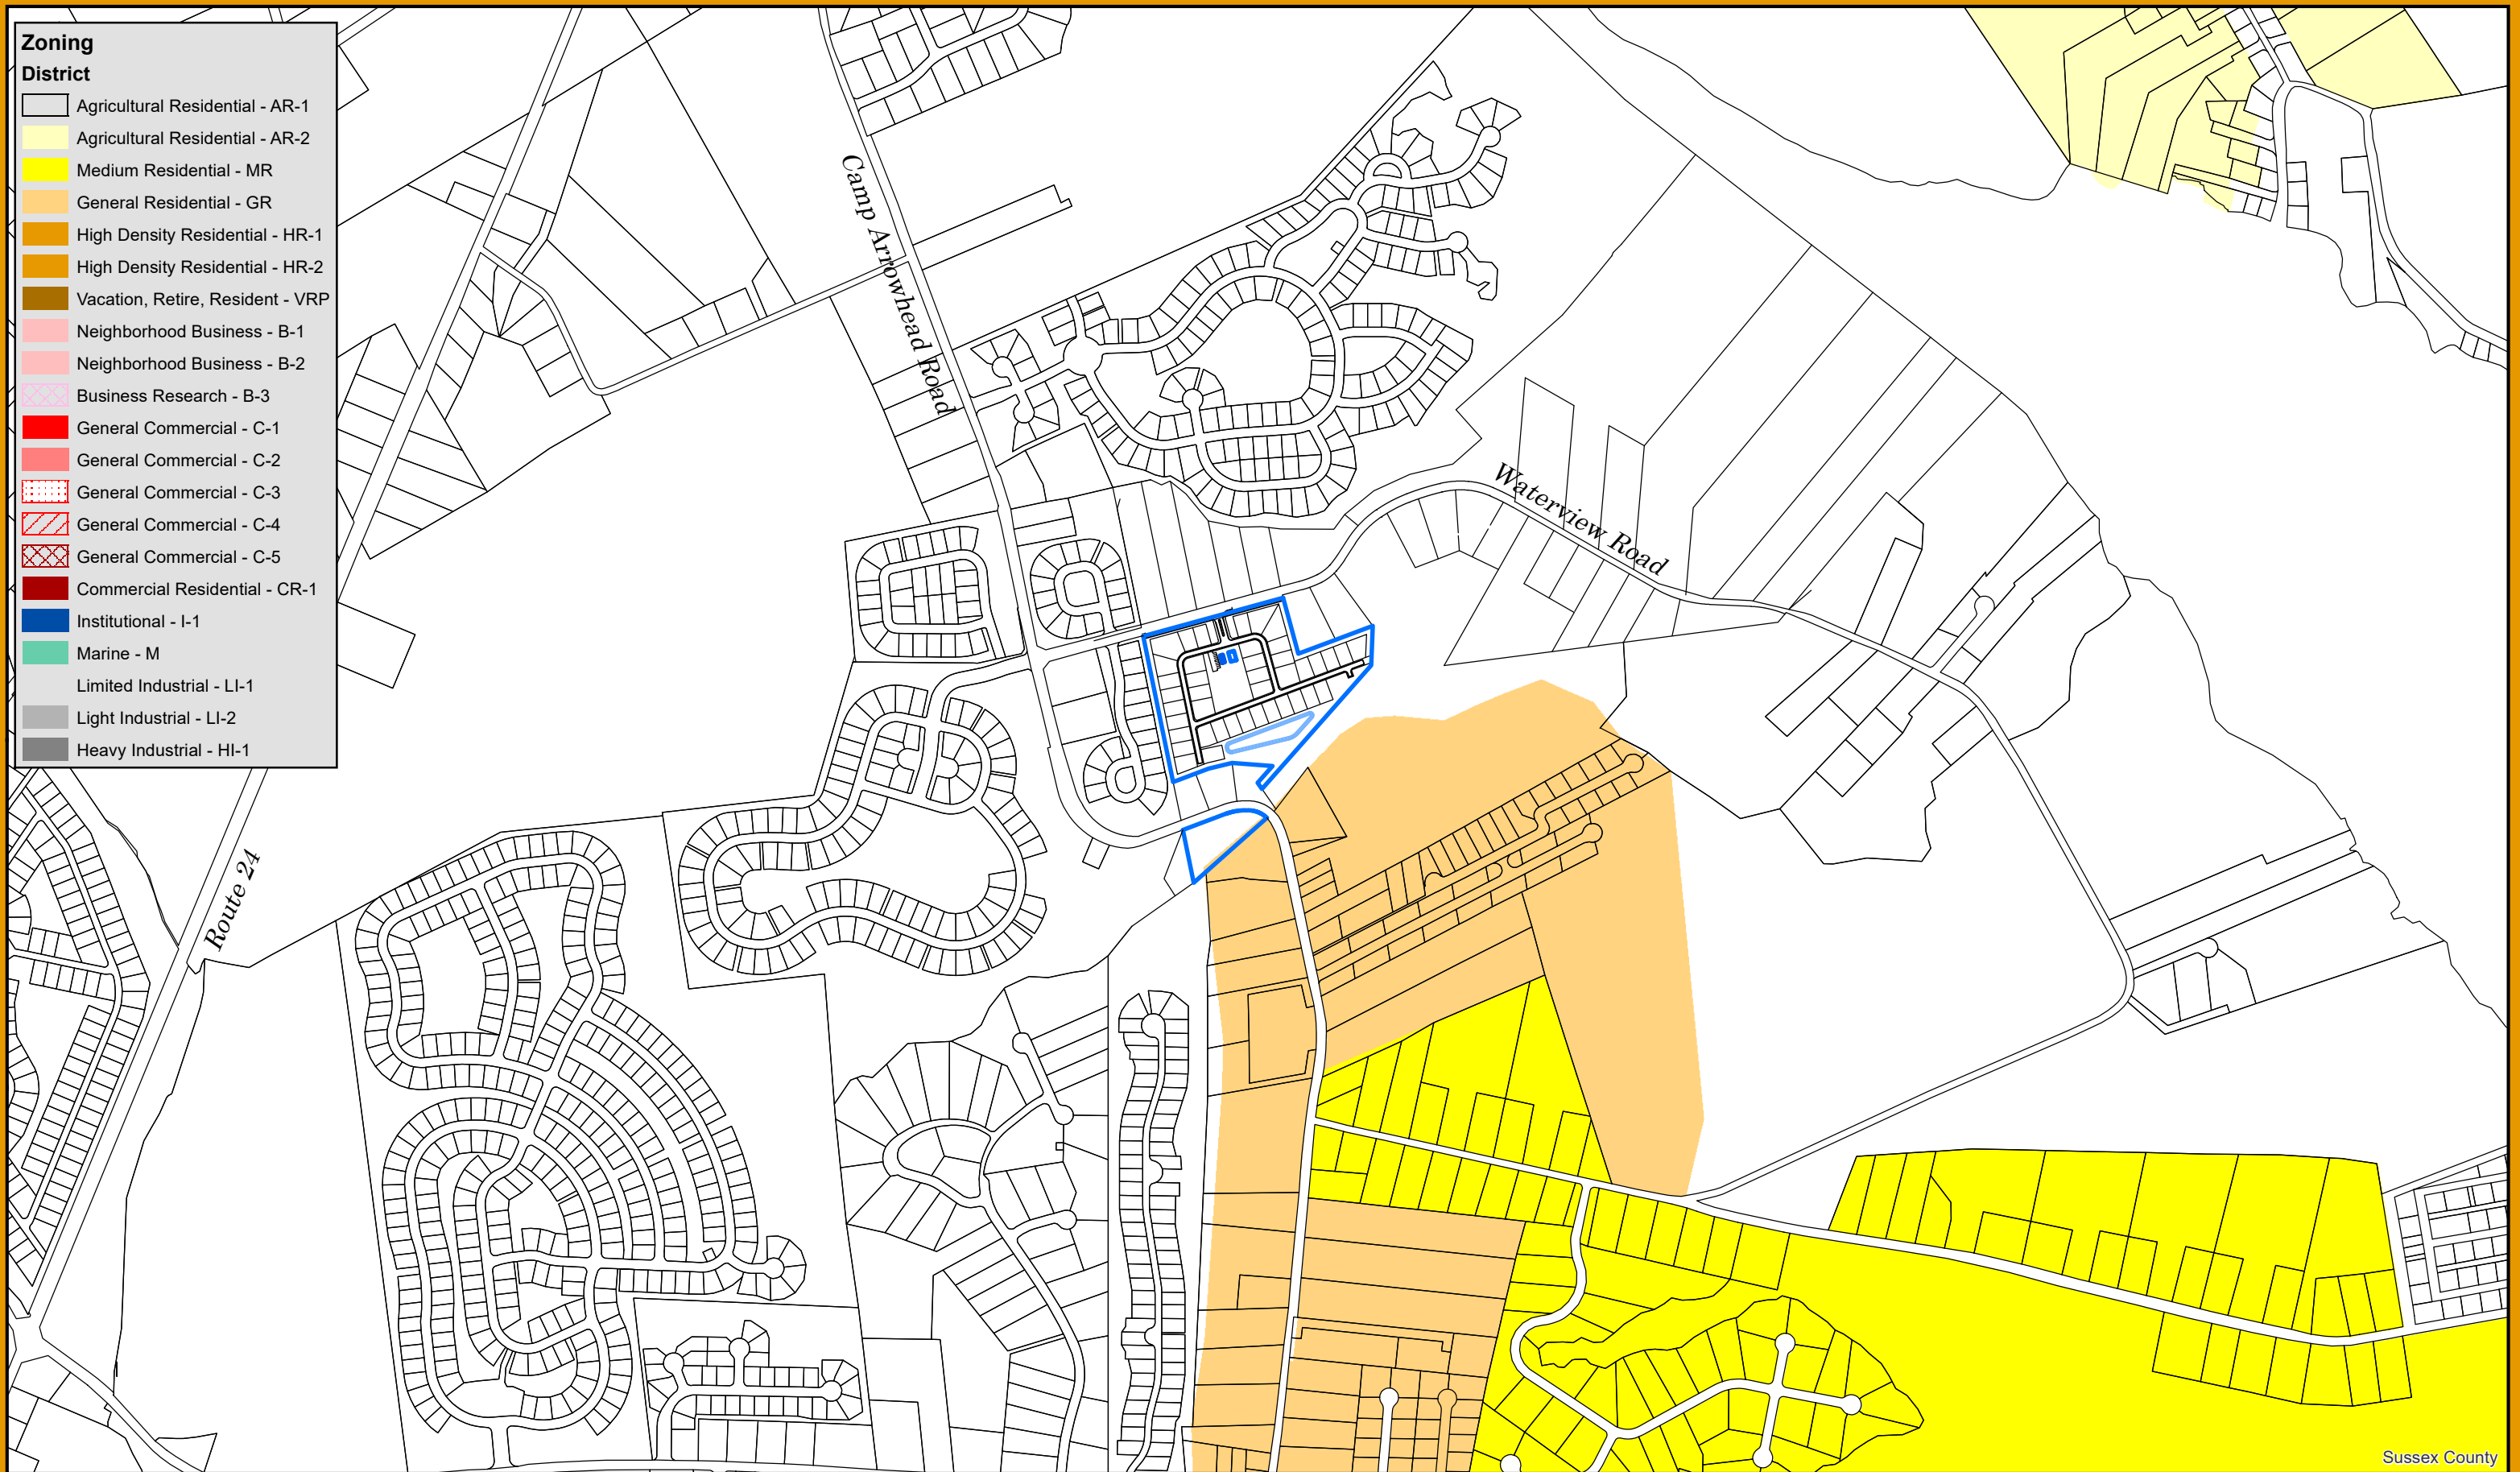 Zoning
District
Agricultural Residential - AR-1
Agricultural Residential - AR-2
Medium Residential - MR
General Residential - GR
High Density Residential - HR-1
High Density Residential - HR-2
Vacation, Retire, Resident - VRP
Neighborhood Business - B-1
Neighborhood Business - B-2
Business Research - B-3
General Commercial - C-1
General Commercial - C-2
General Commercial - C-3
General Commercial - C-4
General Commercial - C-5
Commercial Residential - CR-1
Institutional - I-1
Marine - M
Limited Industrial - LI-1
Light Industrial - LI-2
Heavy Industrial - HI-1
Camp Arrowhead Road
Waterview Road
Route 24
Sussex County